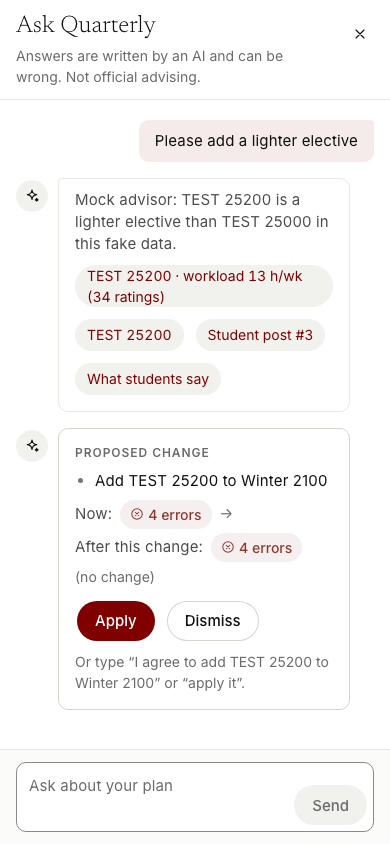 Ask Quarterly
Answers are written by an AI and can be
wrong. Not official advising.
Please add a lighter elective
Mock advisor: TEST 25200 is a
lighter elective than TEST 25000 in
this fake data.
TEST 25200 · workload 13 h/wk
(34 ratings)
TEST 25200
Student post #3
What students say
PROPOSED CHANGE
• Add TEST 25200 to Winter 2100
Now: 4 errors →
After this change: 4 errors
(no change)
Apply
Dismiss
Or type “I agree to add TEST 25200 to
Winter 2100” or “apply it”.
Ask about your plan
Send